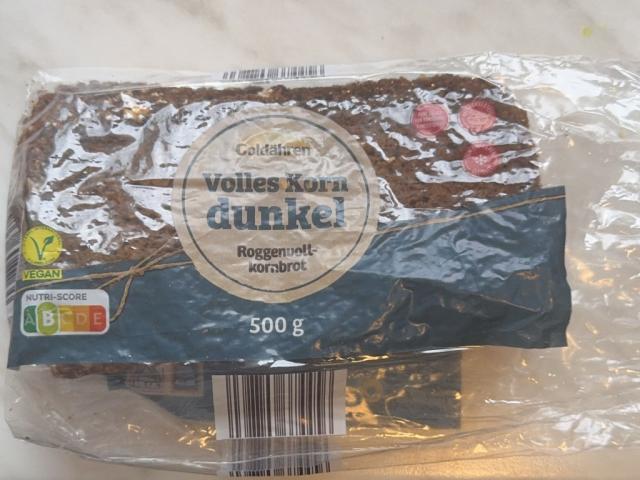 Goldähren
Volles Korn
dunkel
Roggenvoll-
kornbrot
VEGAN
NUTRI-SCORE
A B C D E
500 g